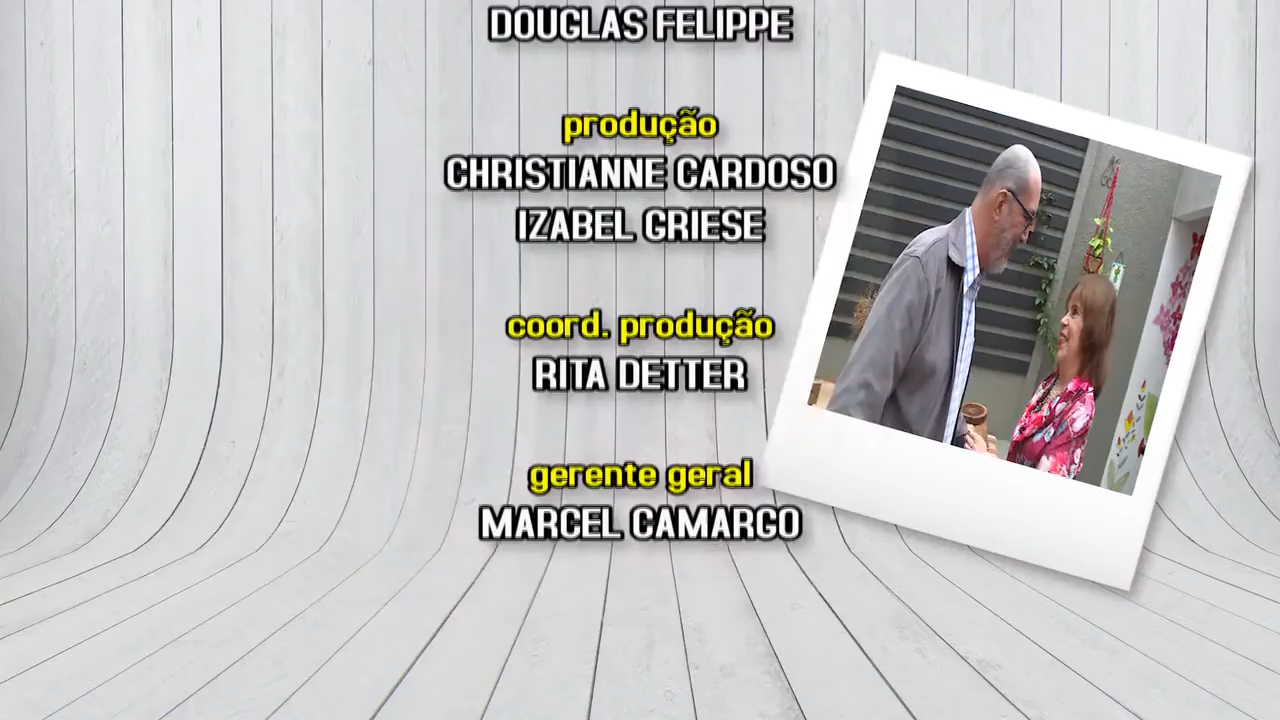 DOUGLAS FELIPPE
produção
CHRISTIANNE CARDOSO
IZABEL GRIESE
coord. produção
RITA DETTER
gerente geral
MARCEL CAMARGO